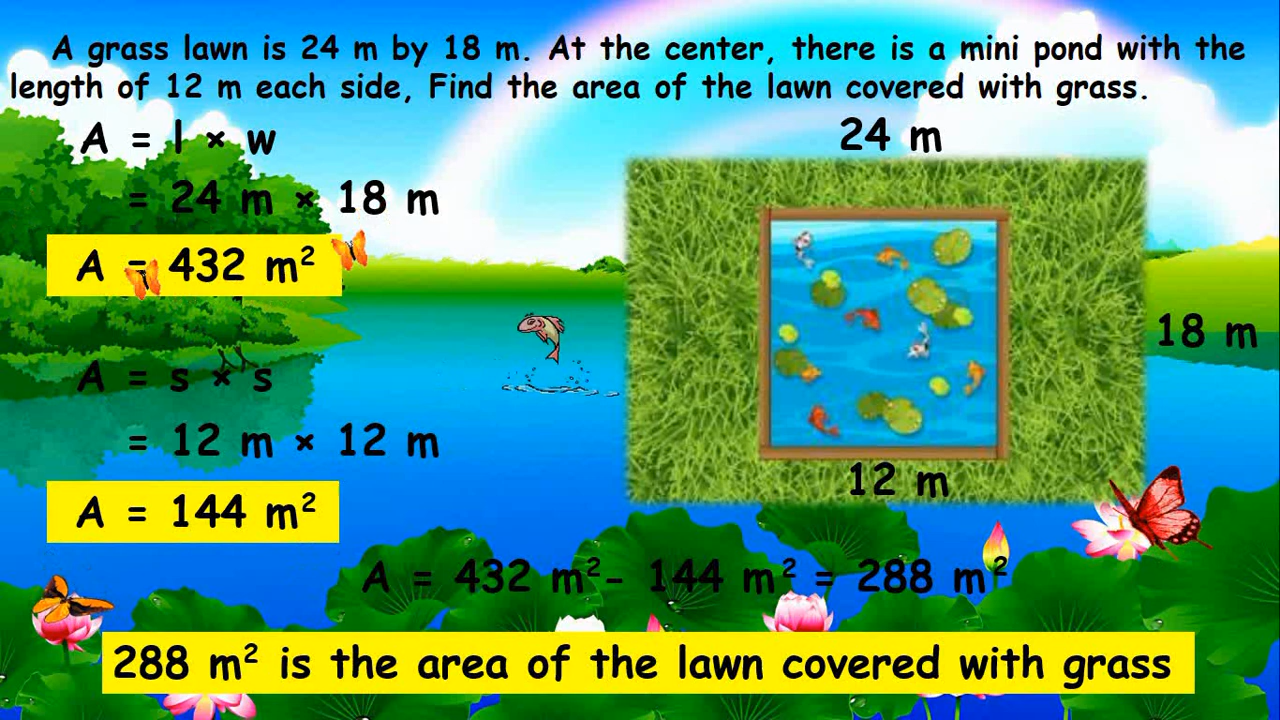 A grass lawn is 24 m by 18 m. At the center, there is a mini pond with the
length of 12 m each side, Find the area of the lawn covered with grass.
A = l × w
= 24 m × 18 m
A = 432 m²
A = s × s
= 12 m × 12 m
A = 144 m²
24 m
18 m
12 m
A = 432 m² - 144 m² = 288 m²
288 m² is the area of the lawn covered with grass